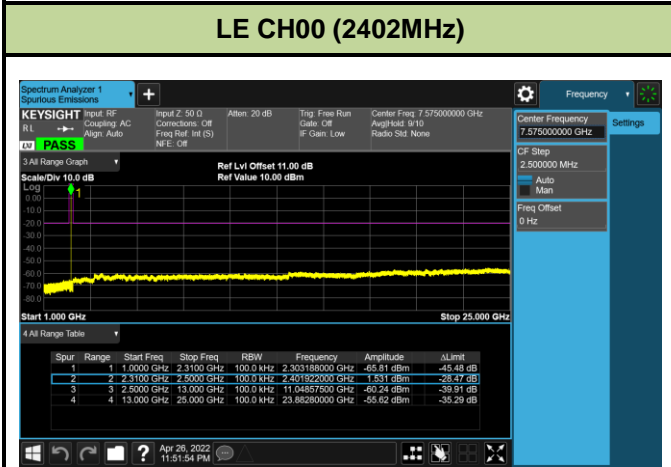 LE CH00 (2402MHz)
Spectrum Analyzer 1
Spurious Emissions
Frequency
KEYSIGHT
RL
LXI
PASS
Input: RF
Coupling: AC
Align: Auto
Input Z: 50 Ω
Corrections: Off
Freq Ref: Int (S)
NFE: Off
Atten: 20 dB
Trig: Free Run
Gate: Off
IF Gain: Low
Center Freq: 7.575000000 GHz
Avg|Hold: 9/10
Radio Std: None
Center Frequency
7.575000000 GHz
Settings
CF Step
2.500000 MHz
Auto
Man
Freq Offset
0 Hz
3 All Range Graph
Scale/Div 10.0 dB
Ref Lvl Offset 11.00 dB
Ref Value 10.00 dBm
Log
1
0.00
-10.0
-20.0
-30.0
-40.0
-50.0
-60.0
-70.0
-80.0
Start 1.000 GHz
Stop 25.000 GHz
4 All Range Table
Spur Range Start Freq Stop Freq RBW Frequency Amplitude ΔLimit
1 1 1.0000 GHz 2.3100 GHz 100.0 kHz 2.303188000 GHz -65.81 dBm -45.48 dB
2 2 2.3100 GHz 2.5000 GHz 100.0 kHz 2.401922000 GHz 1.531 dBm -28.47 dB
3 3 2.5000 GHz 13.000 GHz 100.0 kHz 11.04857500 GHz -60.24 dBm -39.91 dB
4 4 13.000 GHz 25.000 GHz 100.0 kHz 23.88280000 GHz -55.62 dBm -35.29 dB
?
Apr 26, 2022
11:51:54 PM